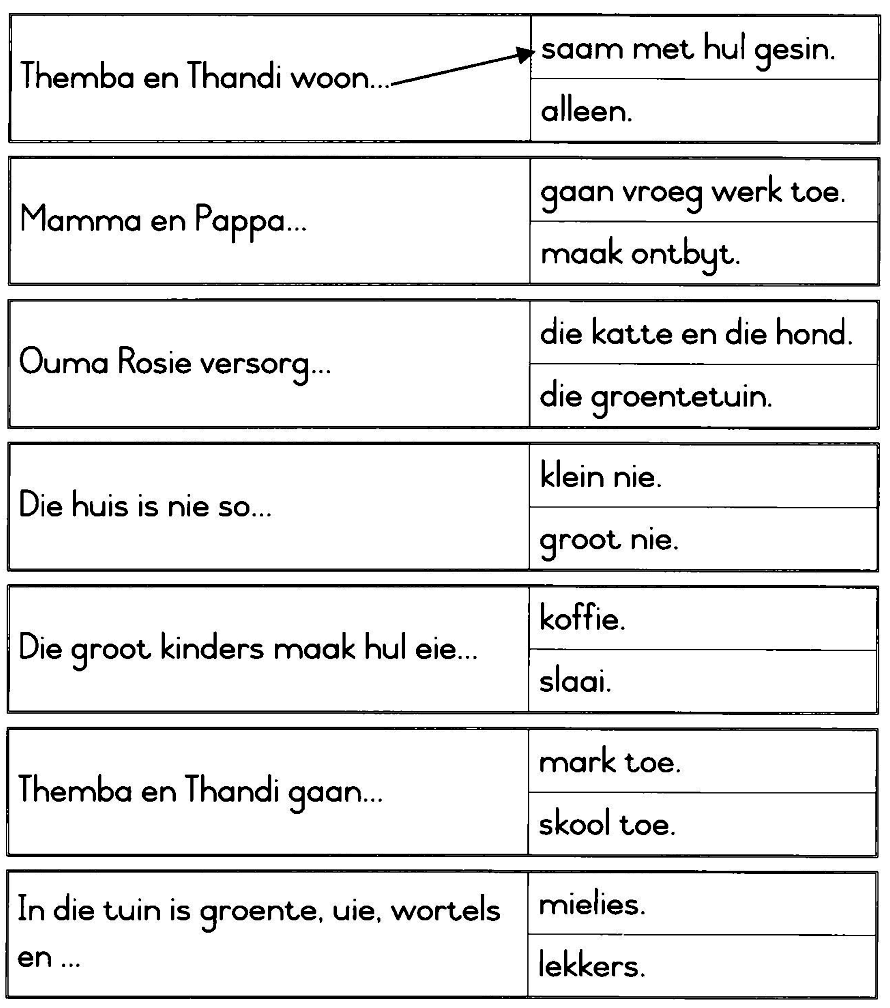 Themba en Thandi woon...
saam met hul gesin.
alleen.
Mamma en Pappa...
gaan vroeg werk toe.
maak ontbyt.
Ouma Rosie versorg...
die katte en die hond.
die groentetuin.
Die huis is nie so...
klein nie.
groot nie.
Die groot kinders maak hul eie...
koffie.
slaai.
Themba en Thandi gaan...
mark toe.
skool toe.
In die tuin is groente, uie, wortels
en ...
mielies.
lekkers.